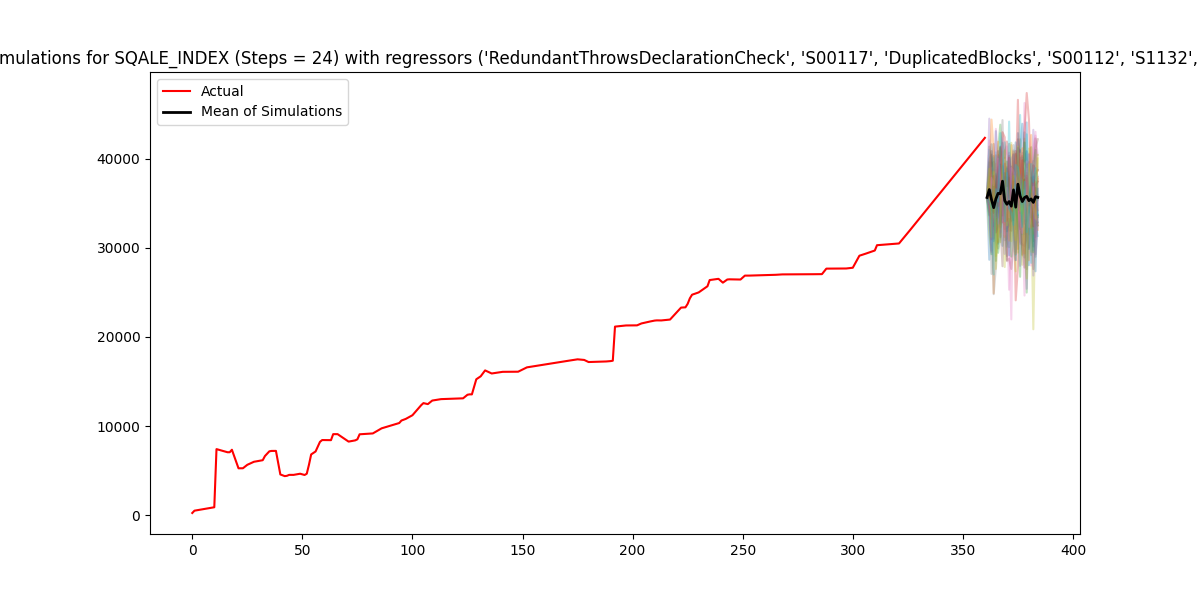 mulations for SQALE_INDEX (Steps = 24) with regressors ('RedundantThrowsDeclarationCheck', 'S00117', 'DuplicatedBlocks', 'S00112', 'S1132',
Actual
Mean of Simulations
40000
30000
20000
10000
0
0 50 100 150 200 250 300 350 400